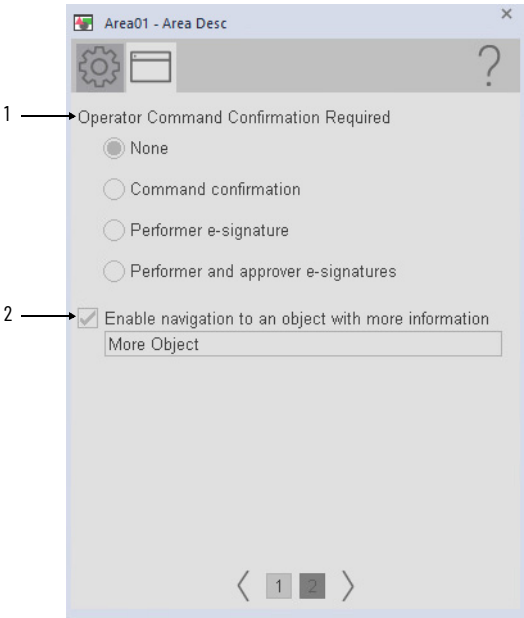 Area01 - Area Desc
×
?
1
Operator Command Confirmation Required
None
Command confirmation
Performer e-signature
Performer and approver e-signatures
2
Enable navigation to an object with more information
More Object
1 2